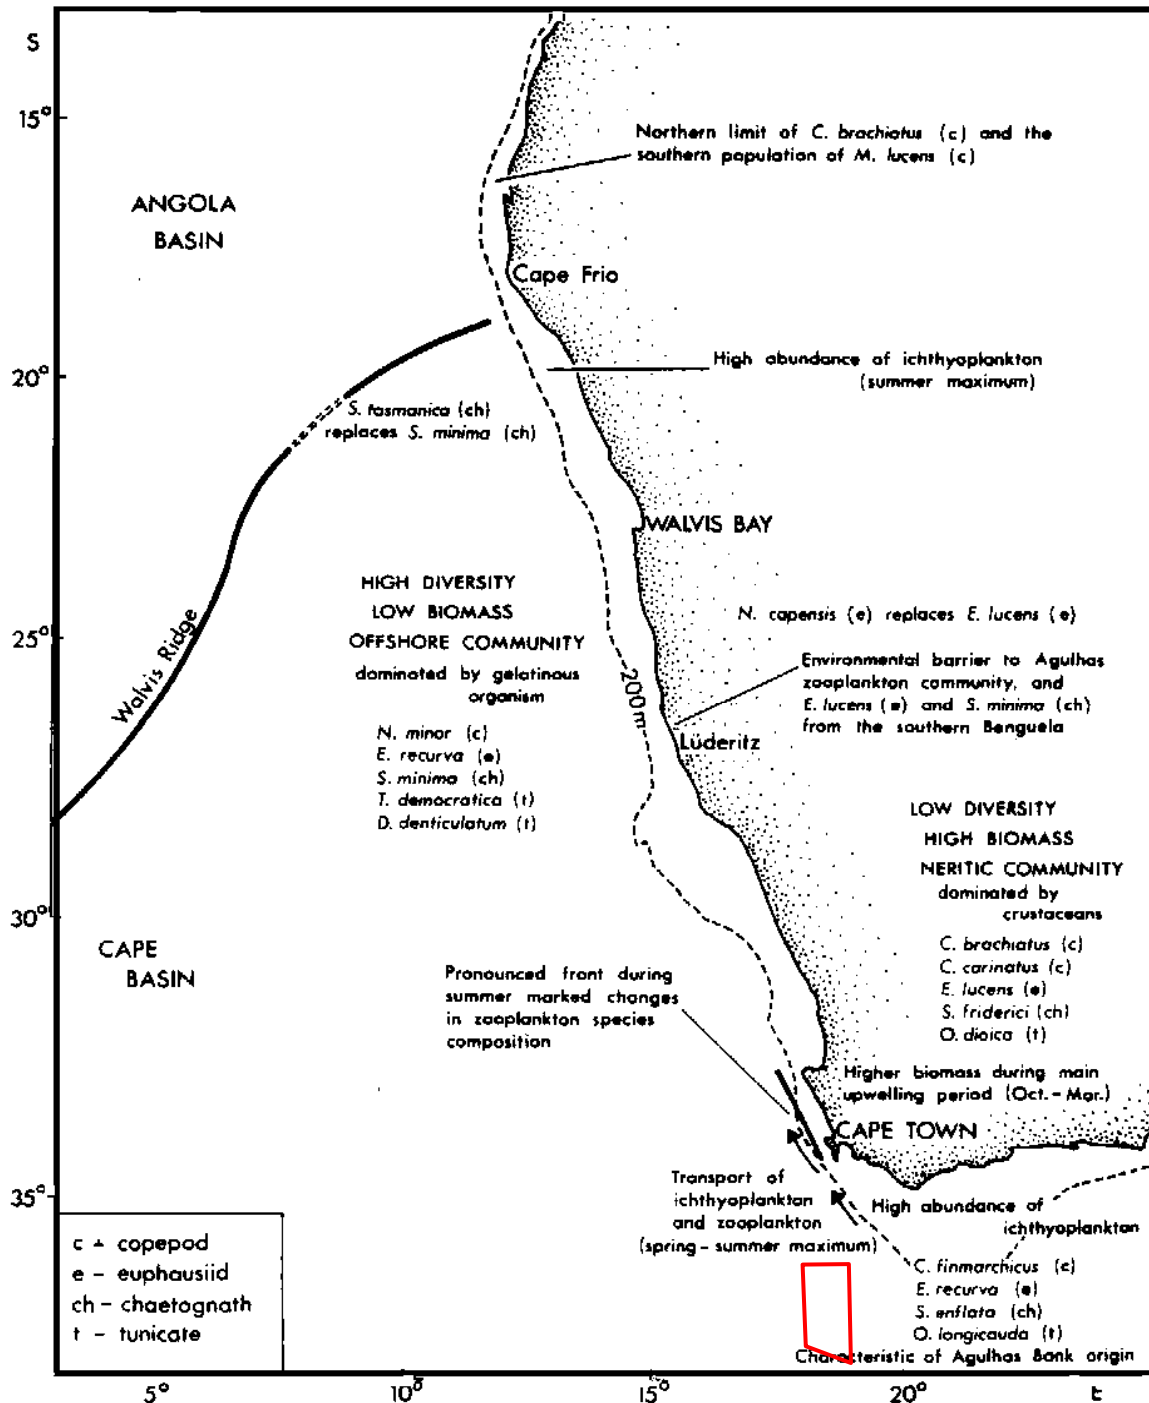 S
15°
20°
25°
30°
35°
5°
10°
15°
20°
E
ANGOLA
BASIN
Northern limit of C. brachiatus (c) and the
southern population of M. lucens (c)
Cape Frio
High abundance of ichthyoplankton
(summer maximum)
S. tasmanica (ch)
replaces S. minima (ch)
WALVIS BAY
Walvis Ridge
HIGH DIVERSITY
LOW BIOMASS
OFFSHORE COMMUNITY
dominated by gelatinous
organism
N. minor (c)
E. recurva (e)
S. minima (ch)
T. democratica (t)
D. denticulatum (t)
200m
N. capensis (e) replaces E. lucens (e)
Environmental barrier to Agulhas
zooplankton community, and
E. lucens (e) and S. minima (ch)
from the southern Benguela
Lüderitz
LOW DIVERSITY
HIGH BIOMASS
NERITIC COMMUNITY
dominated by
crustaceans
C. brachiatus (c)
C. carinatus (c)
E. lucens (e)
S. friderici (ch)
O. dioica (t)
CAPE
BASIN
Pronounced front during
summer marked changes
in zooplankton species
composition
Higher biomass during main
upwelling period (Oct.-Mar.)
CAPE TOWN
Transport of
ichthyoplankton
and zooplankton
(spring-summer maximum)
High abundance of
ichthyoplankton
C. finmarchicus (c)
E. recurva (e)
S. enflata (ch)
O. longicauda (t)
Characteristic of Agulhas Bank origin
c - copepod
e - euphausiid
ch - chaetognath
t - tunicate